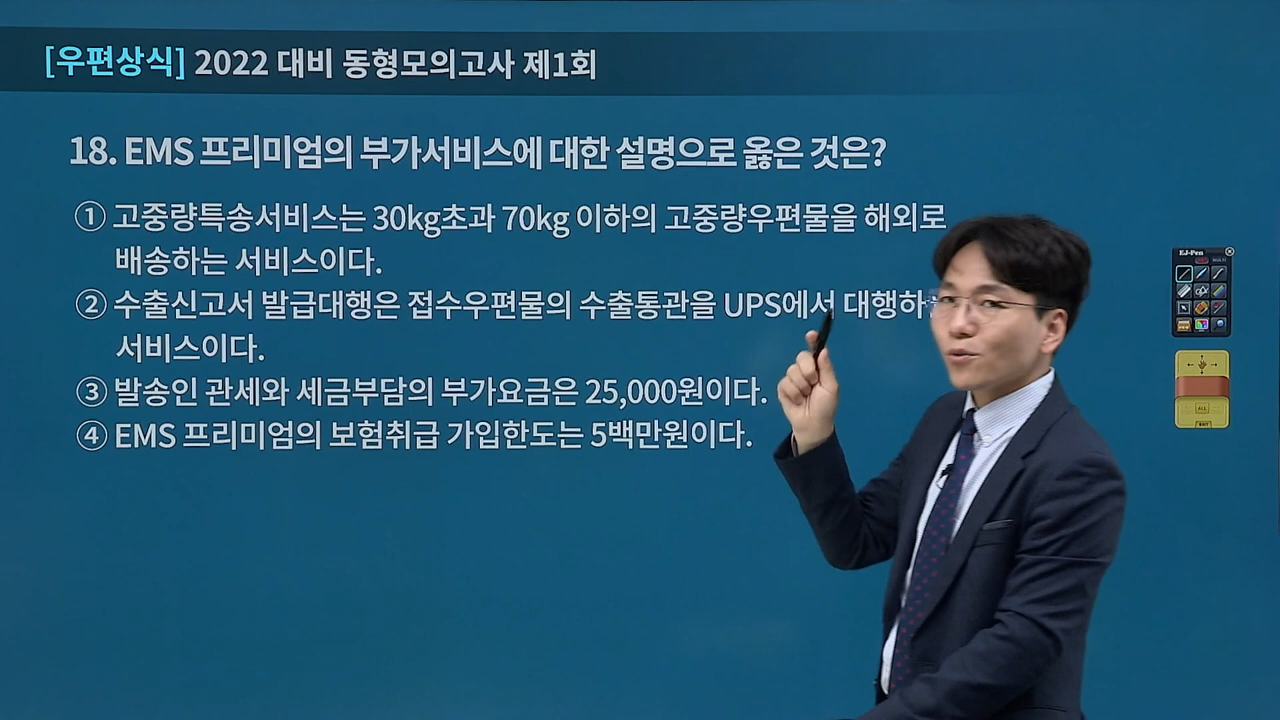 [우편상식] 2022 대비 동형모의고사 제1회
18. EMS 프리미엄의 부가서비스에 대한 설명으로 옳은 것은?
① 고중량특송서비스는 30kg초과 70kg 이하의 고중량우편물을 해외로
배송하는 서비스이다.
② 수출신고서 발급대행은 접수우편물의 수출통관을 UPS에서 대행하는
서비스이다.
③ 발송인 관세와 세금부담의 부가요금은 25,000원이다.
④ EMS 프리미엄의 보험취급 가입한도는 5백만원이다.
EJ-Pen
ALL
EXIT